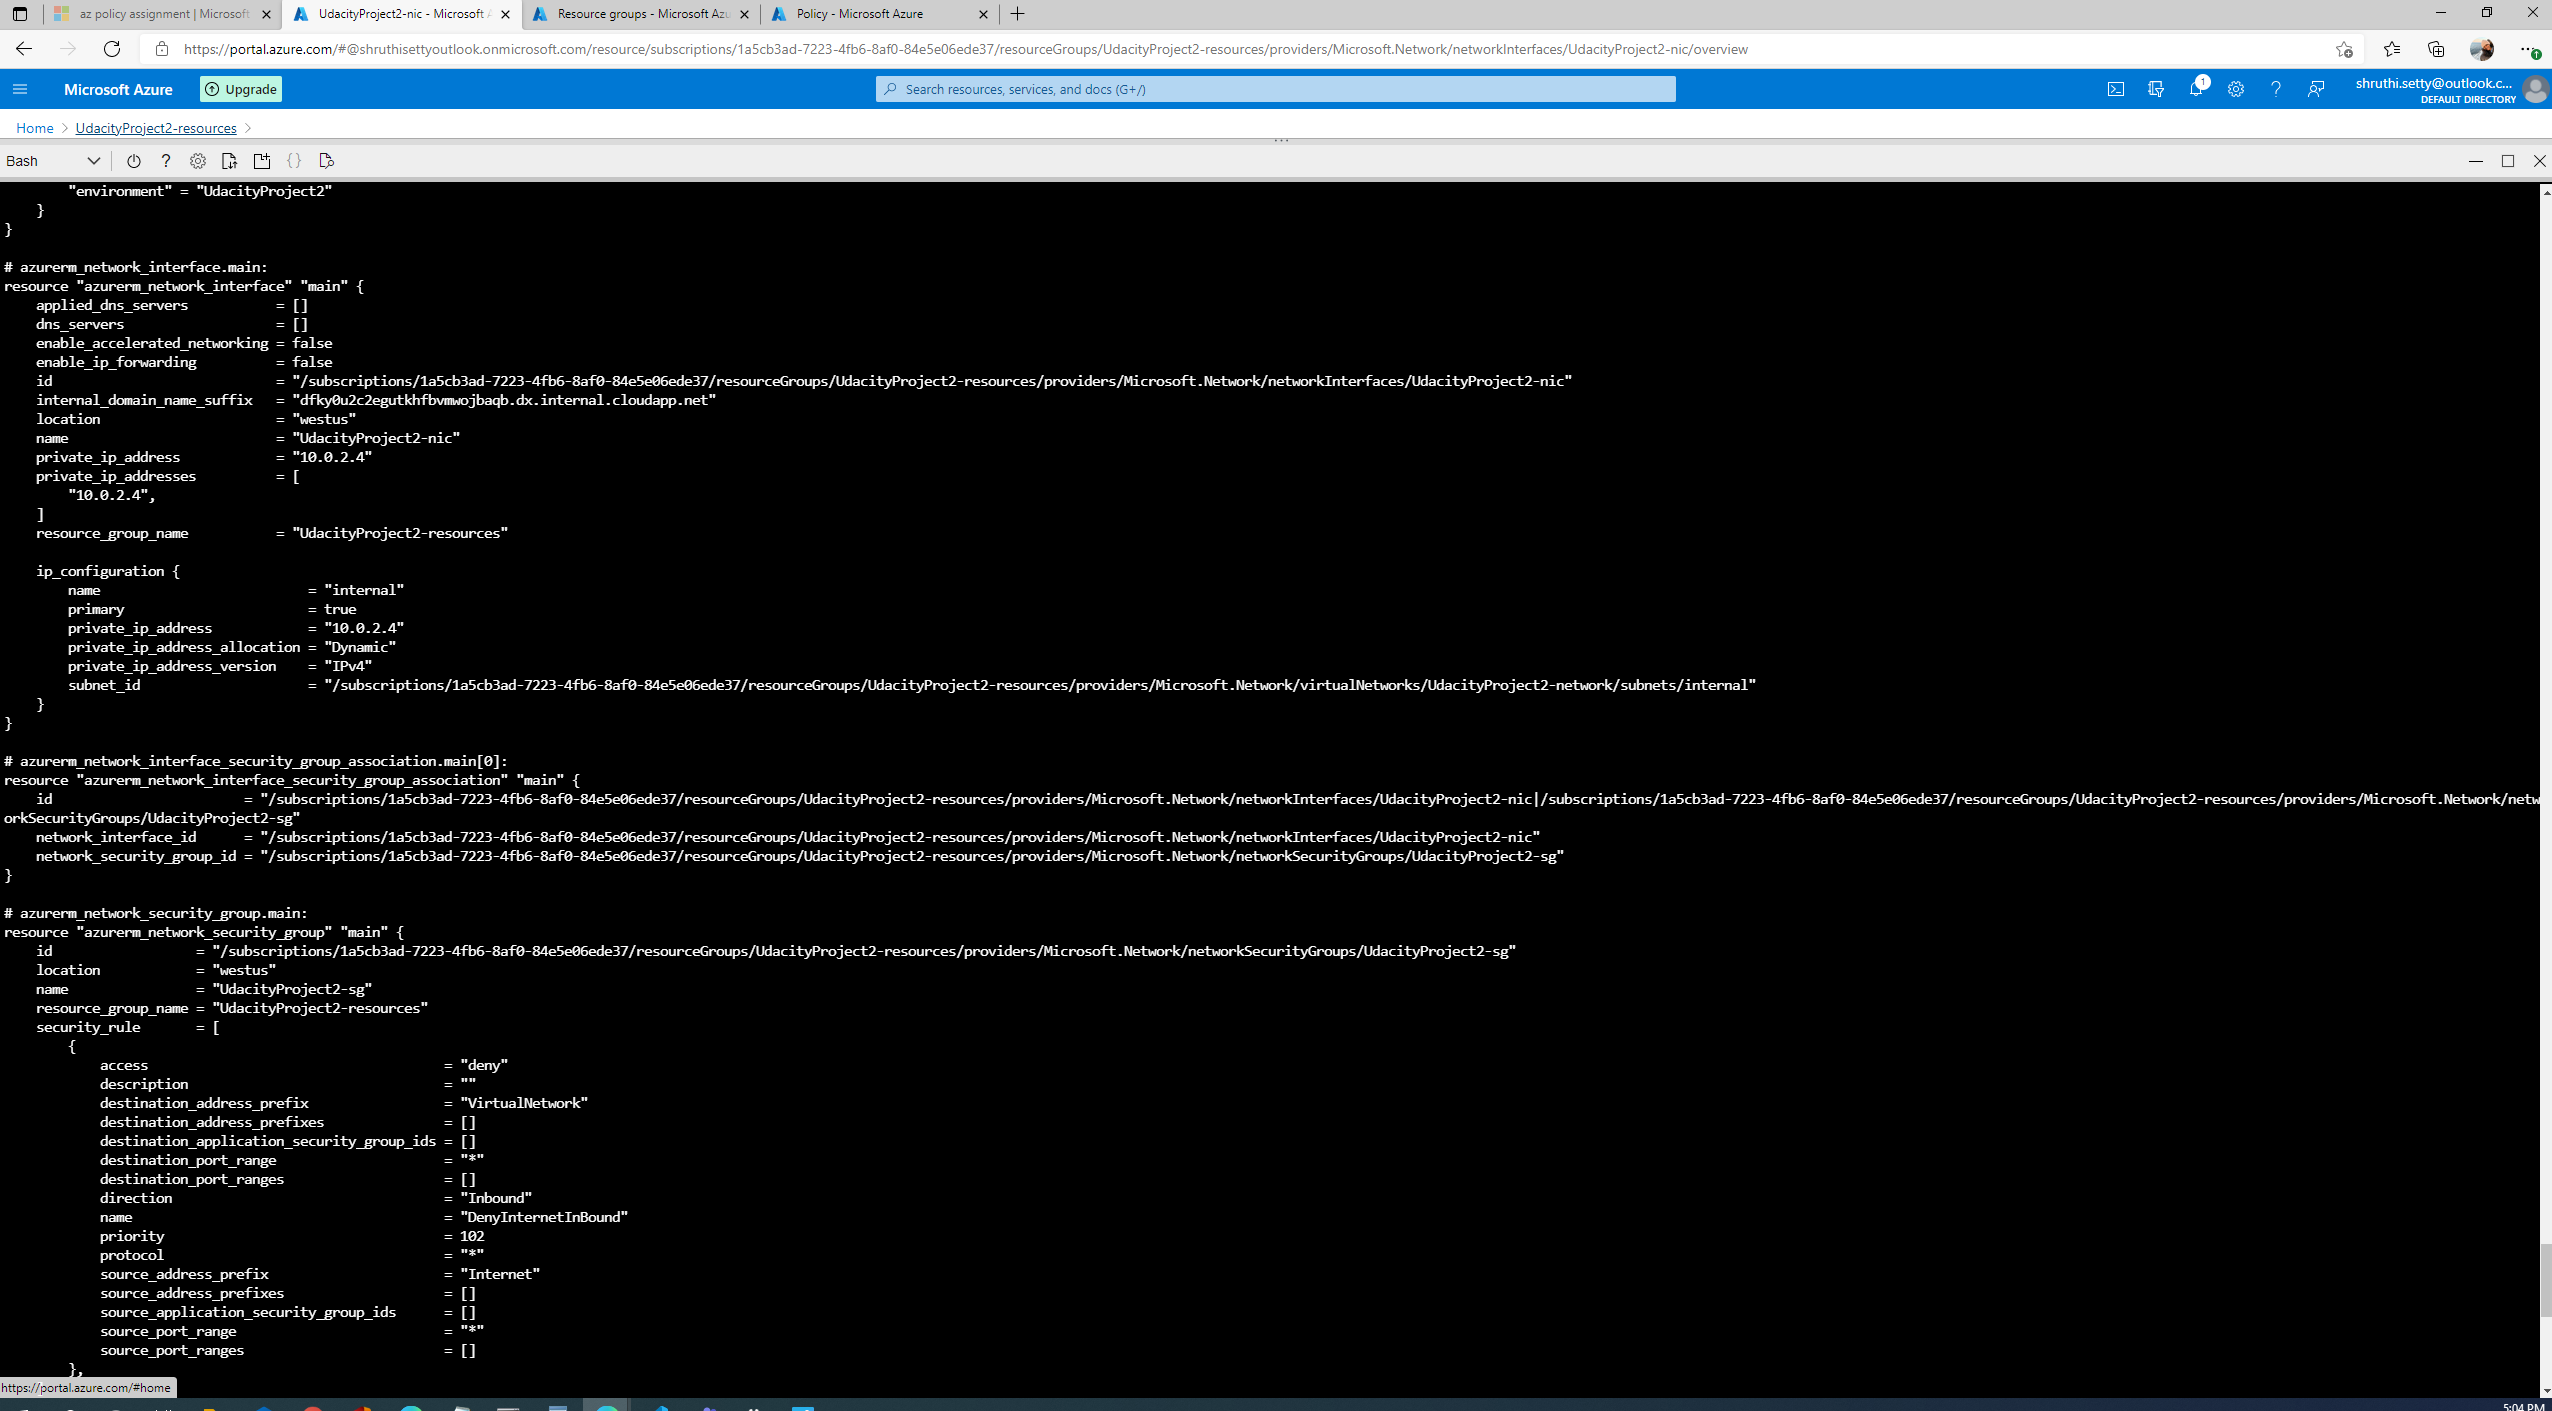 az policy assignment | Microsoft
UdacityProject2-nic - Microsoft A
Resource groups - Microsoft Azu
Policy - Microsoft Azure
https://portal.azure.com/#@shruthisettyoutlook.onmicrosoft.com/resource/subscriptions/1a5cb3ad-7223-4fb6-8af0-84e5e06ede37/resourceGroups/UdacityProject2-resources/providers/Microsoft.Network/networkInterfaces/UdacityProject2-nic/overview
Microsoft Azure
Upgrade
Search resources, services, and docs (G+/)
1
shruthi.setty@outlook.c...
DEFAULT DIRECTORY
Home > UdacityProject2-resources >
Bash
"environment" = "UdacityProject2"
}
}
# azurerm_network_interface.main:
resource "azurerm_network_interface" "main" {
applied_dns_servers = []
dns_servers = []
enable_accelerated_networking = false
enable_ip_forwarding = false
id = "/subscriptions/1a5cb3ad-7223-4fb6-8af0-84e5e06ede37/resourceGroups/UdacityProject2-resources/providers/Microsoft.Network/networkInterfaces/UdacityProject2-nic"
internal_domain_name_suffix = "dfky0u2c2egutkhfbvmwojbaqb.dx.internal.cloudapp.net"
location = "westus"
name = "UdacityProject2-nic"
private_ip_address = "10.0.2.4"
private_ip_addresses = [
"10.0.2.4",
]
resource_group_name = "UdacityProject2-resources"
ip_configuration {
name = "internal"
primary = true
private_ip_address = "10.0.2.4"
private_ip_address_allocation = "Dynamic"
private_ip_address_version = "IPv4"
subnet_id = "/subscriptions/1a5cb3ad-7223-4fb6-8af0-84e5e06ede37/resourceGroups/UdacityProject2-resources/providers/Microsoft.Network/virtualNetworks/UdacityProject2-network/subnets/internal"
}
}
# azurerm_network_interface_security_group_association.main[0]:
resource "azurerm_network_interface_security_group_association" "main" {
id = "/subscriptions/1a5cb3ad-7223-4fb6-8af0-84e5e06ede37/resourceGroups/UdacityProject2-resources/providers/Microsoft.Network/networkInterfaces/UdacityProject2-nic|/subscriptions/1a5cb3ad-7223-4fb6-8af0-84e5e06ede37/resourceGroups/UdacityProject2-resources/providers/Microsoft.Network/netw
orkSecurityGroups/UdacityProject2-sg"
network_interface_id = "/subscriptions/1a5cb3ad-7223-4fb6-8af0-84e5e06ede37/resourceGroups/UdacityProject2-resources/providers/Microsoft.Network/networkInterfaces/UdacityProject2-nic"
network_security_group_id = "/subscriptions/1a5cb3ad-7223-4fb6-8af0-84e5e06ede37/resourceGroups/UdacityProject2-resources/providers/Microsoft.Network/networkSecurityGroups/UdacityProject2-sg"
}
# azurerm_network_security_group.main:
resource "azurerm_network_security_group" "main" {
id = "/subscriptions/1a5cb3ad-7223-4fb6-8af0-84e5e06ede37/resourceGroups/UdacityProject2-resources/providers/Microsoft.Network/networkSecurityGroups/UdacityProject2-sg"
location = "westus"
name = "UdacityProject2-sg"
resource_group_name = "UdacityProject2-resources"
security_rule = [
{
access = "deny"
description = ""
destination_address_prefix = "VirtualNetwork"
destination_address_prefixes = []
destination_application_security_group_ids = []
destination_port_range = "*"
destination_port_ranges = []
direction = "Inbound"
name = "DenyInternetInBound"
priority = 102
protocol = "*"
source_address_prefix = "Internet"
source_address_prefixes = []
source_application_security_group_ids = []
source_port_range = "*"
source_port_ranges = []
},
https://portal.azure.com/#home
5:04 PM